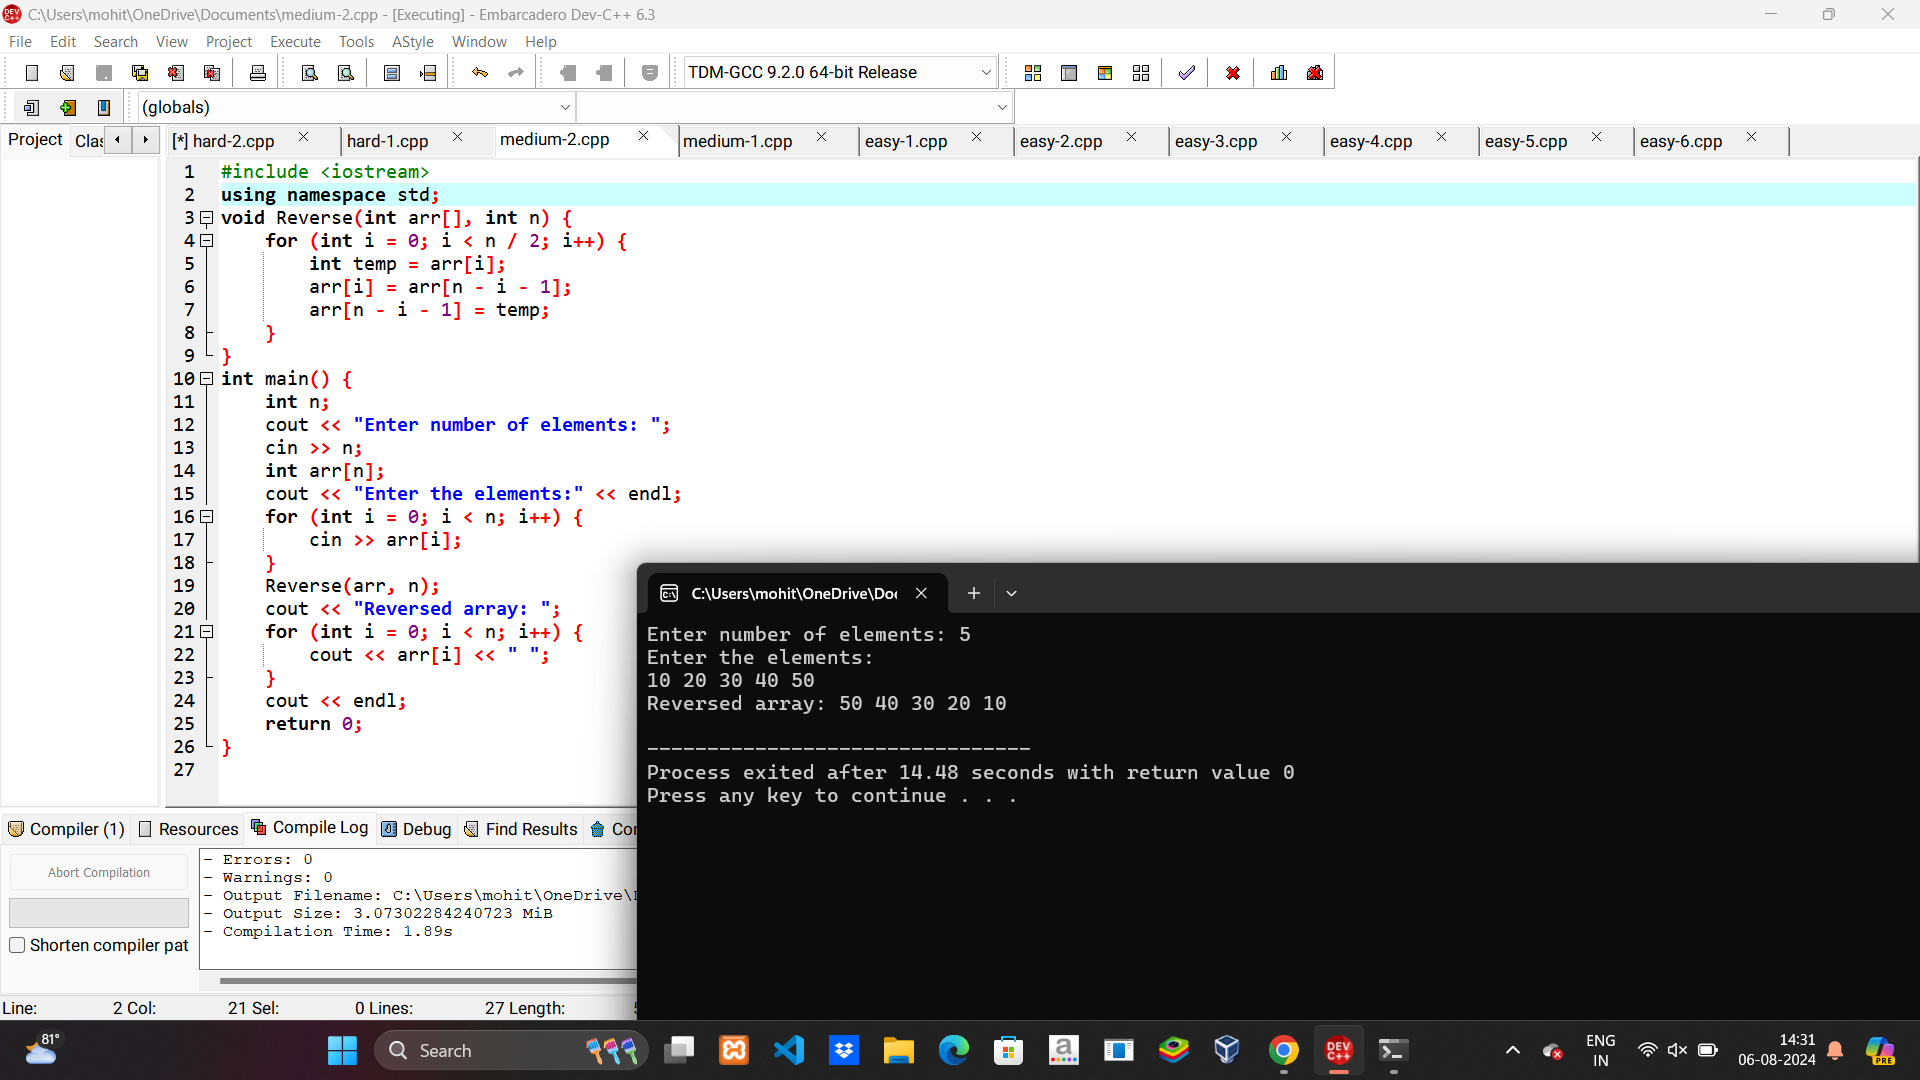 C:\Users\mohit\OneDrive\Documents\medium-2.cpp - [Executing] - Embarcadero Dev-C++ 6.3
File Edit Search View Project Execute Tools AStyle Window Help
TDM-GCC 9.2.0 64-bit Release
(globals)
Project Clas [*] hard-2.cpp hard-1.cpp medium-2.cpp medium-1.cpp easy-1.cpp easy-2.cpp easy-3.cpp easy-4.cpp easy-5.cpp easy-6.cpp
1 #include <iostream>
2 using namespace std;
3 void Reverse(int arr[], int n) {
4 for (int i = 0; i < n / 2; i++) {
5 int temp = arr[i];
6 arr[i] = arr[n - i - 1];
7 arr[n - i - 1] = temp;
8 }
9 }
10 int main() {
11 int n;
12 cout << "Enter number of elements: ";
13 cin >> n;
14 int arr[n];
15 cout << "Enter the elements:" << endl;
16 for (int i = 0; i < n; i++) {
17 cin >> arr[i];
18 }
19 Reverse(arr, n);
20 cout << "Reversed array: ";
21 for (int i = 0; i < n; i++) {
22 cout << arr[i] << " ";
23 }
24 cout << endl;
25 return 0;
26 }
27
C:\Users\mohit\OneDrive\Doc
Enter number of elements: 5
Enter the elements:
10 20 30 40 50
Reversed array: 50 40 30 20 10
--------------------------------
Process exited after 14.48 seconds with return value 0
Press any key to continue . . .
Compiler (1) Resources Compile Log Debug Find Results Con
Abort Compilation
Shorten compiler pat
- Errors: 0
- Warnings: 0
- Output Filename: C:\Users\mohit\OneDrive\
- Output Size: 3.07302284240723 MiB
- Compilation Time: 1.89s
Line: 2 Col: 21 Sel: 0 Lines: 27 Length:
81°
Search
DEV C++
ENG
IN
14:31
06-08-2024
PRE